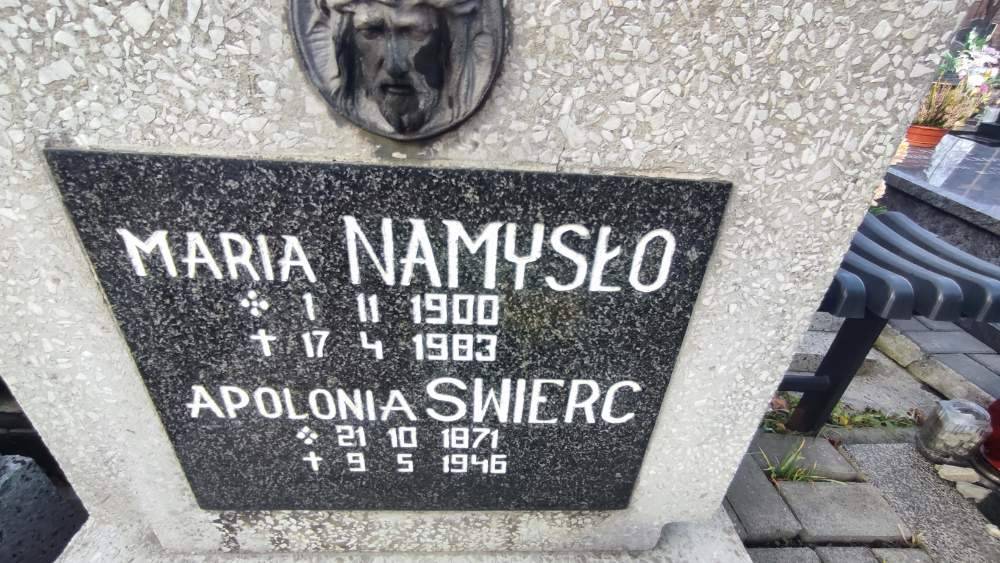 MARIA NAMYSŁO
1 11 1900
† 17 4 1983
APOLONIA SWIERC
21 10 1871
† 9 5 1946